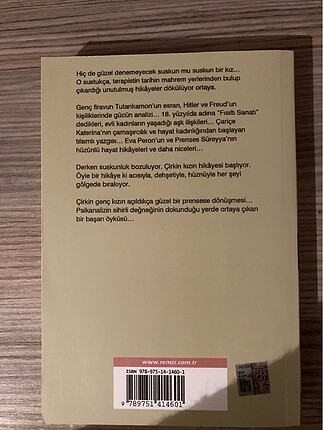 Hiç de güzel denemeyecek suskun mu suskun bir kız...
O sustukça, terapistin tarihin mahrem yerlerinden bulup
çıkardığı unutulmuş hikâyeler dökülüyor ortaya.
Genç firavun Tutankamon'un esrarı, Hitler ve Freud'un
kişiliklerinde gücün analizi... 18. yüzyılda adına "Fısıltı Sanatı"
dedikleri, evli kadınların yaşadığı aşk ilişkileri... Çariçe
Katerina'nın çamaşırcılık ve hayat kadınlığından başlayan
tılsımlı yazgısı... Eva Peron'un ve Prenses Süreyya'nın
hüzünlü hayat hikâyeleri ve daha niceleri...
Derken suskunluk bozuluyor. Çirkin kızın hikâyesi başlıyor.
Öyle bir hikâye ki acısıyla, dehşetiyle, hüznüyle her şeyi
gölgede bırakıyor.
Çirkin genç kızın açıldıkça güzel bir prensese dönüşmesi...
Psikanalizin sihirli değneğinin dokunduğu yerde ortaya çıkan
bir başarı öyküsü...
www.remzi.com.tr
ISBN 978-975-14-1460-1
9 789751 414601